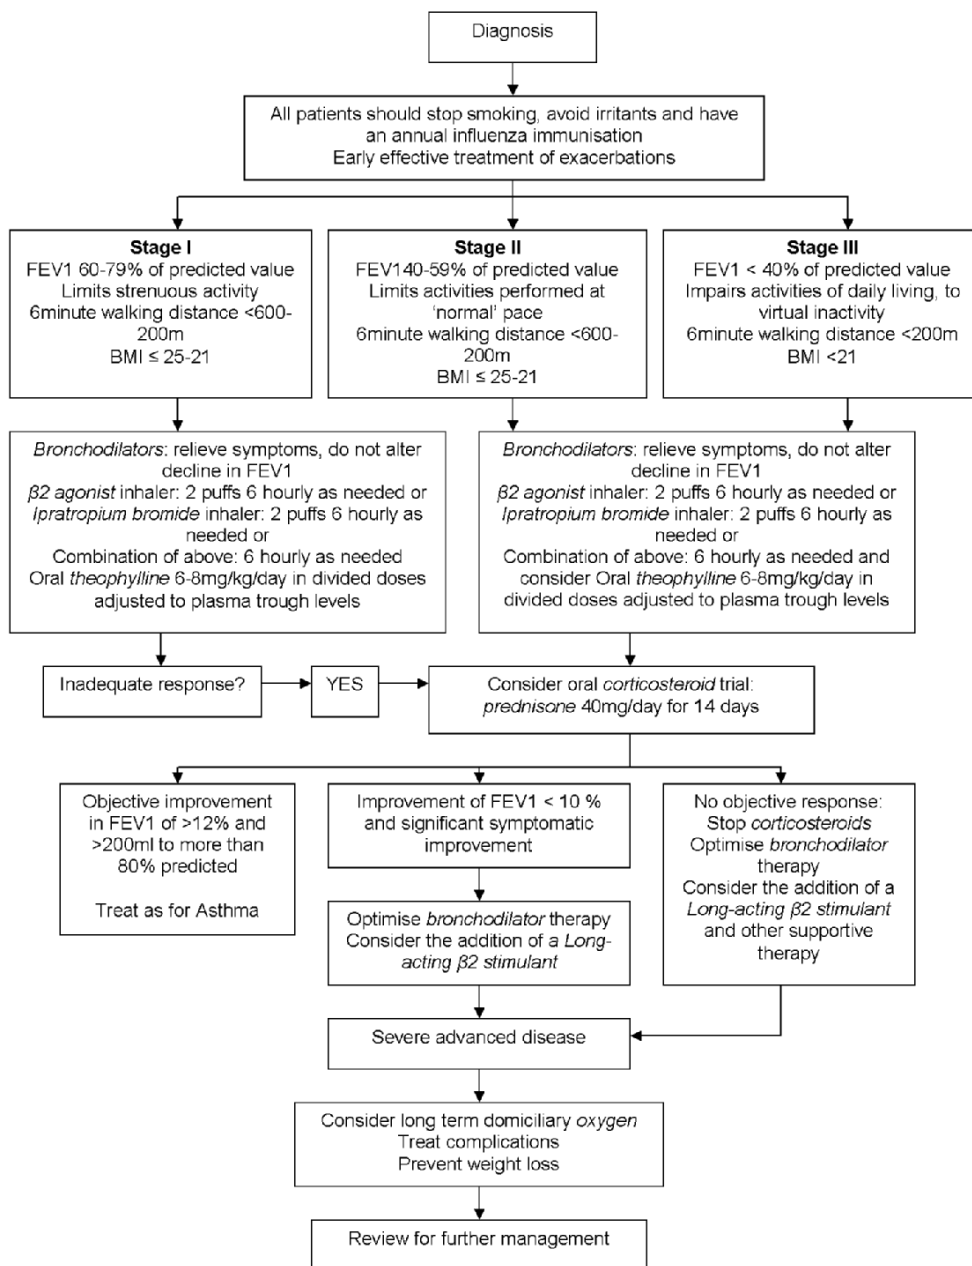 Diagnosis
All patients should stop smoking, avoid irritants and have
an annual influenza immunisation
Early effective treatment of exacerbations
Stage I
FEV1 60-79% of predicted value
Limits strenuous activity
6minute walking distance <600-
200m
BMI ≤ 25-21
Stage II
FEV140-59% of predicted value
Limits activities performed at
‘normal’ pace
6minute walking distance <600-
200m
BMI ≤ 25-21
Stage III
FEV1 < 40% of predicted value
Impairs activities of daily living, to
virtual inactivity
6minute walking distance <200m
BMI <21
Bronchodilators: relieve symptoms, do not alter
decline in FEV1
β2 agonist inhaler: 2 puffs 6 hourly as needed or
Ipratropium bromide inhaler: 2 puffs 6 hourly as
needed or
Combination of above: 6 hourly as needed
Oral theophylline 6-8mg/kg/day in divided doses
adjusted to plasma trough levels
Bronchodilators: relieve symptoms, do not alter
decline in FEV1
β2 agonist inhaler: 2 puffs 6 hourly as needed or
Ipratropium bromide inhaler: 2 puffs 6 hourly as
needed or
Combination of above: 6 hourly as needed and
consider Oral theophylline 6-8mg/kg/day in
divided doses adjusted to plasma trough levels
Inadequate response?
YES
Consider oral corticosteroid trial:
prednisone 40mg/day for 14 days
Objective improvement
in FEV1 of >12% and
>200ml to more than
80% predicted
Treat as for Asthma
Improvement of FEV1 < 10 %
and significant symptomatic
improvement
No objective response:
Stop corticosteroids
Optimise bronchodilator
therapy
Consider the addition of a
Long-acting β2 stimulant
and other supportive
therapy
Optimise bronchodilator therapy
Consider the addition of a Long-
acting β2 stimulant
Severe advanced disease
Consider long term domiciliary oxygen
Treat complications
Prevent weight loss
Review for further management